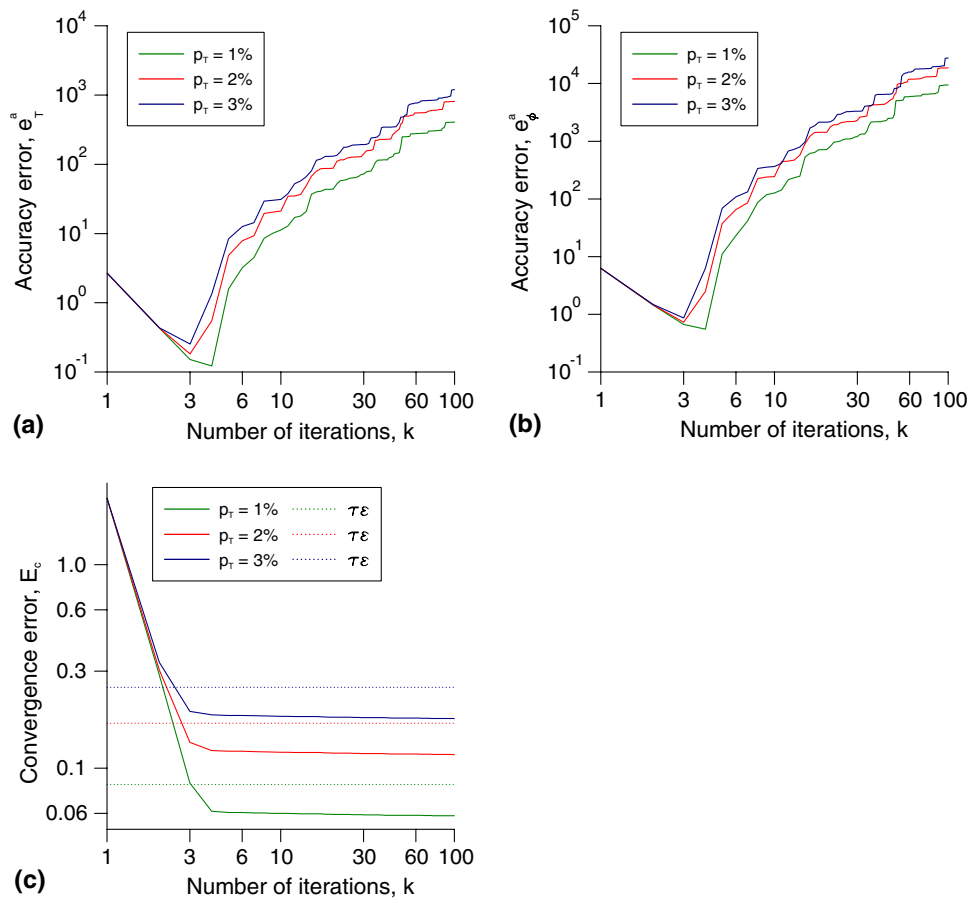 10^4
10^3
10^2
10^1
10^0
10^-1
Accuracy error, e_T^a
p_T = 1%
p_T = 2%
p_T = 3%
1 3 6 10 30 60 100
Number of iterations, k
(a)
10^5
10^4
10^3
10^2
10^1
10^0
10^-1
Accuracy error, e_ϕ^a
p_T = 1%
p_T = 2%
p_T = 3%
1 3 6 10 30 60 100
Number of iterations, k
(b)
1.0
0.6
0.3
0.1
0.06
Convergence error, E_c
p_T = 1% τε
p_T = 2% τε
p_T = 3% τε
1 3 6 10 30 60 100
Number of iterations, k
(c)